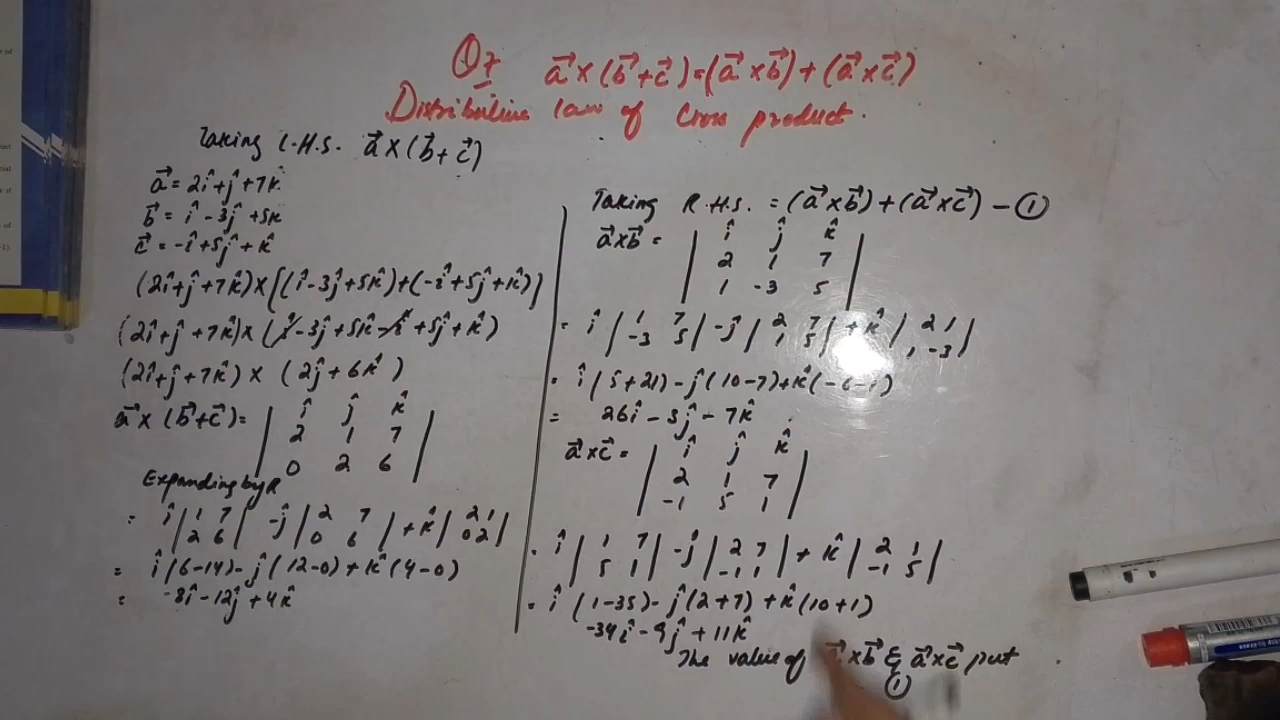 Q7 a⃗×(b⃗+c⃗)=(a⃗×b⃗)+(a⃗×c⃗)
Distributive law of Cross product.
Taking L.H.S. a⃗×(b⃗+c⃗)
a⃗= 2î+ĵ+7k̂
b⃗= î-3ĵ+5k
c⃗= -î+5ĵ+k̂
(2î+ĵ+7k̂)×[(î-3ĵ+5k̂)+(-î+5ĵ+k̂)]
(2î+ĵ+7k̂)×(î-3ĵ+5k̂-î+5ĵ+k̂)
(2î+ĵ+7k̂) × (2ĵ+6k̂)
a⃗×(b⃗+c⃗)= | î ĵ k̂ |
2 1 7
0 2 6
Expanding by R
= î|1 7| -ĵ|2 7| +k̂|2 1|
2 6 0 6 0 2
= î(6-14)-ĵ(12-0)+k̂(4-0)
= -8î-12ĵ+4k̂
Taking R.H.S. = (a⃗×b⃗)+(a⃗×c⃗) - ①
a⃗×b⃗ = | î ĵ k̂ |
2 1 7
1 -3 5
= î|1 7| -ĵ|2 7| +k̂|2 1|
-3 5 1 5 1 -3
= î(5+21)-ĵ(10-7)+k̂(-6-1)
= 26î-3ĵ-7k̂
a⃗×c⃗= | î ĵ k̂ |
2 1 7
-1 5 1
= î|1 7| -ĵ|2 7| + k̂|2 1|
5 1 -1 1 -1 5
= î(1-35)-ĵ(2+7)+k̂(10+1)
-34î-9ĵ+11k̂
The value of a⃗×b⃗ & a⃗×c⃗ put
①